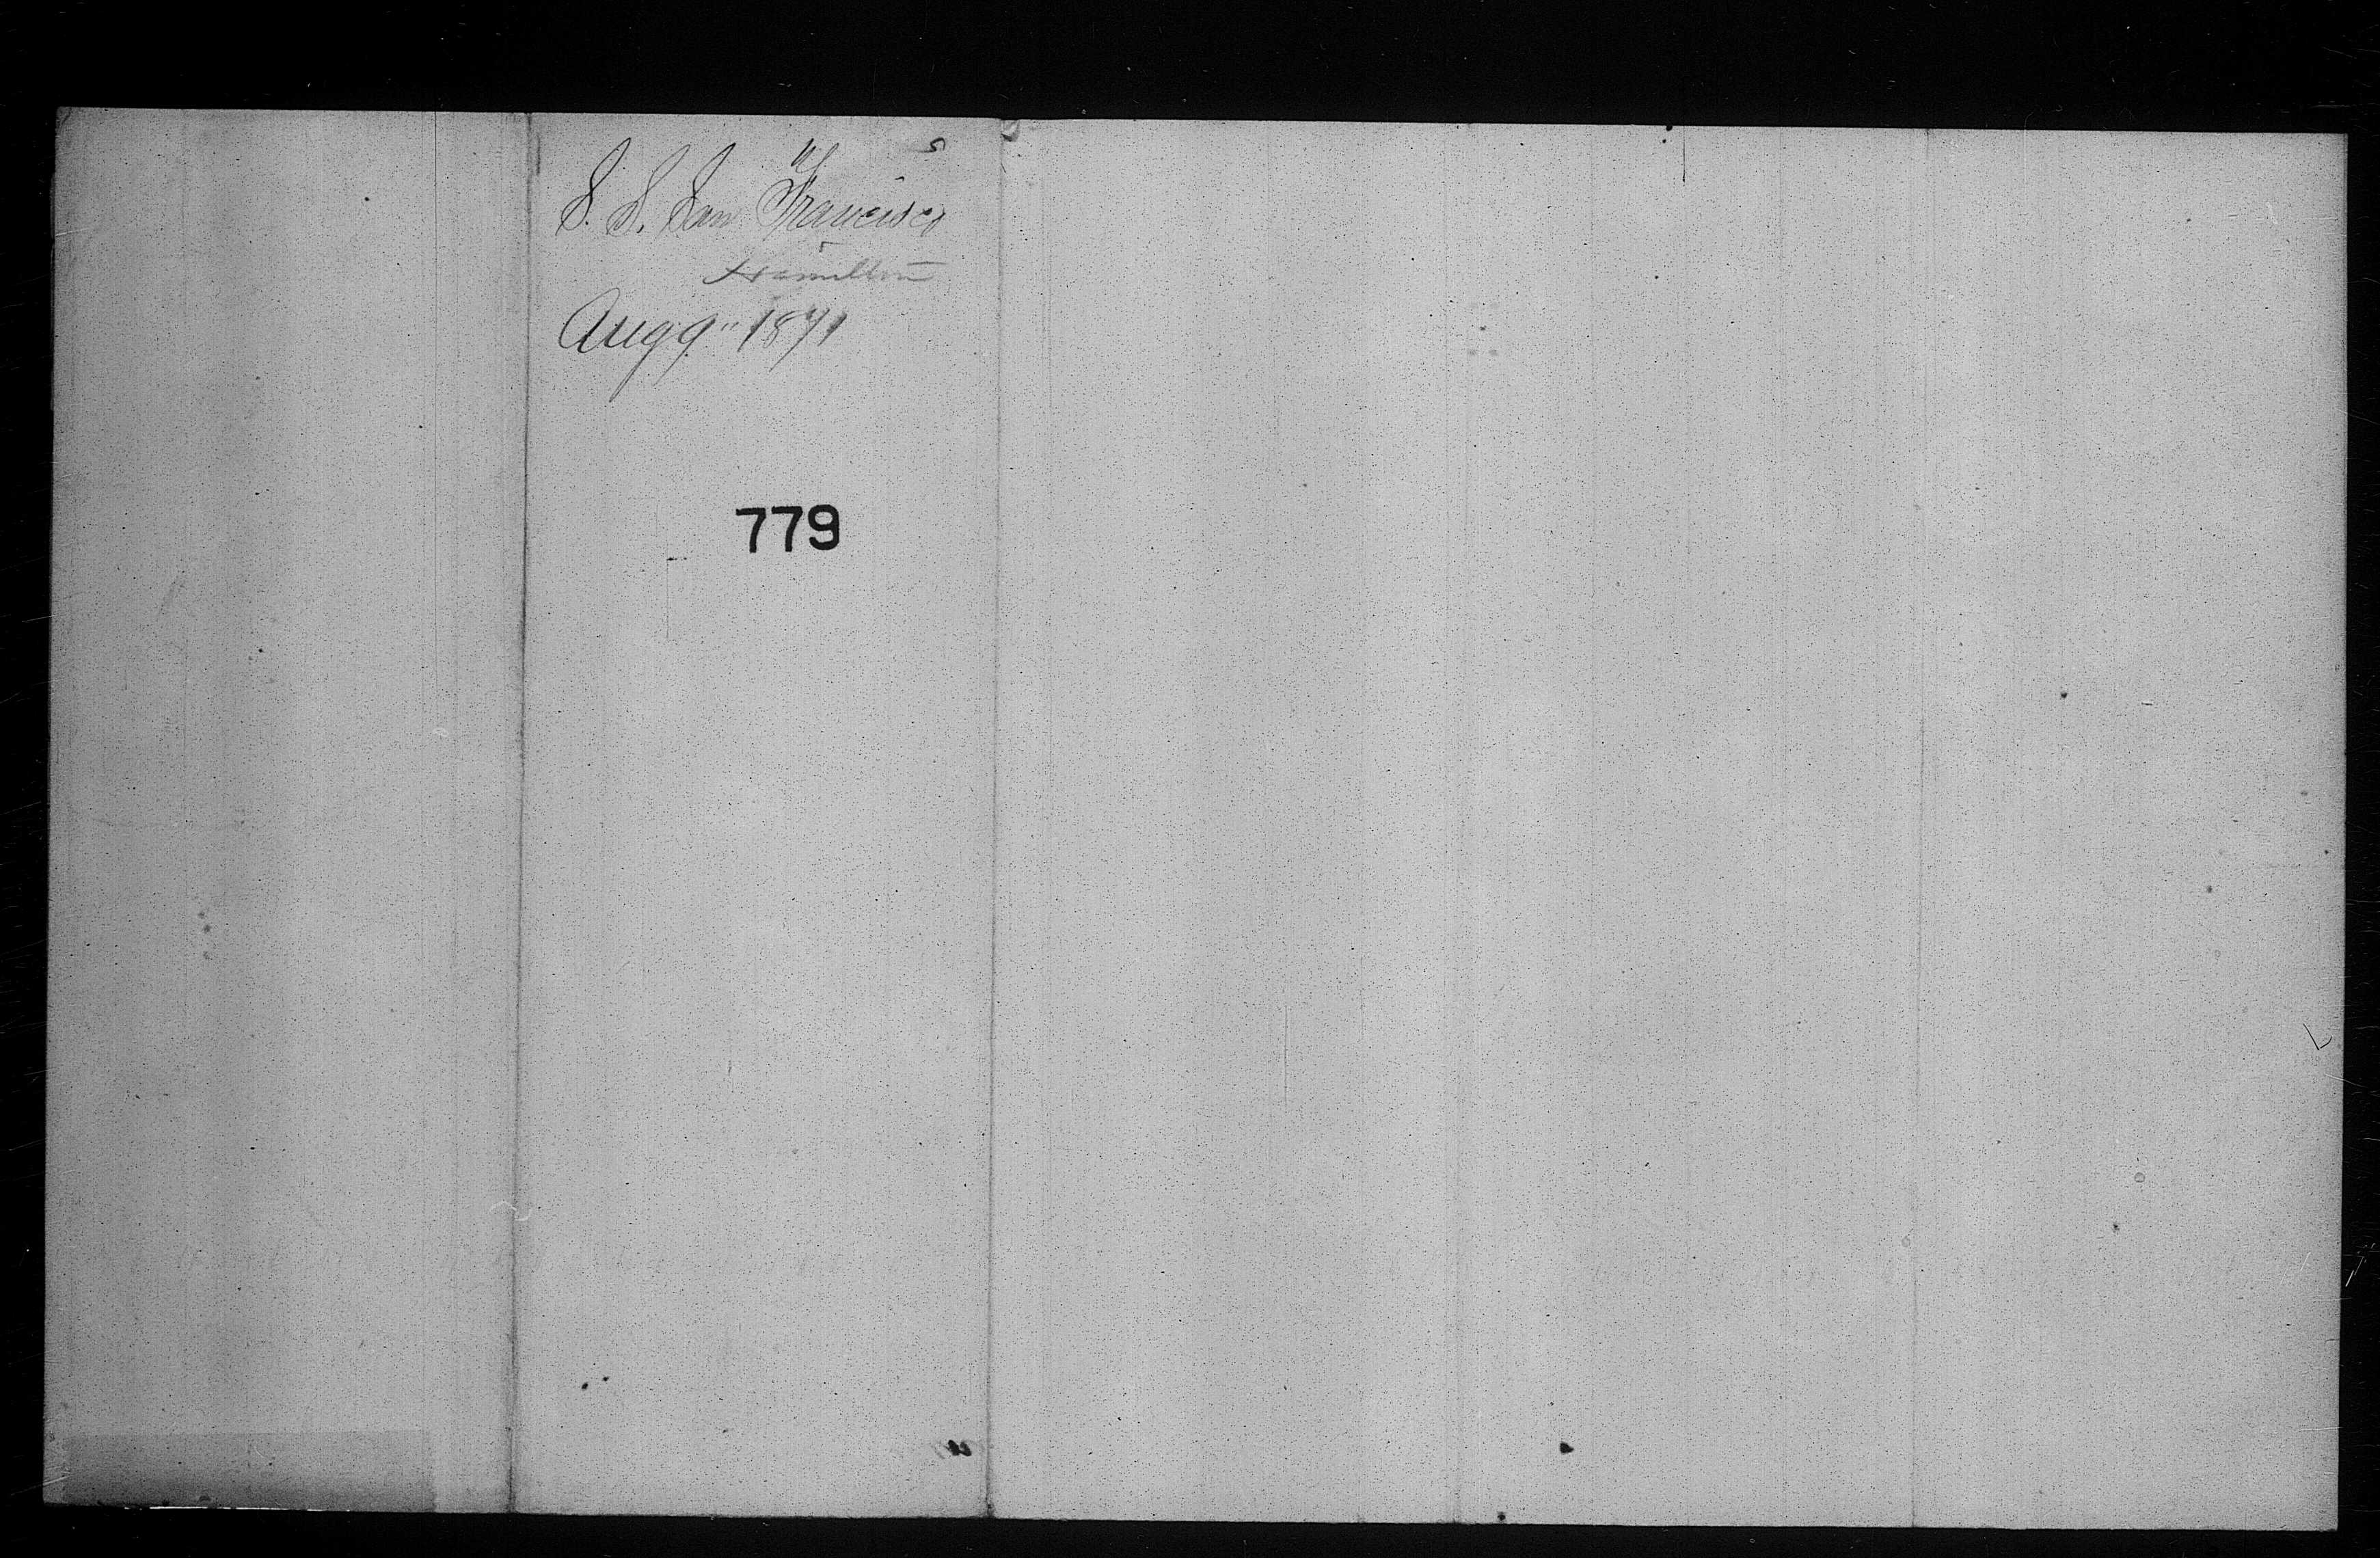 S. S. San Francisco
Hamilton
Aug 9" 1871
779